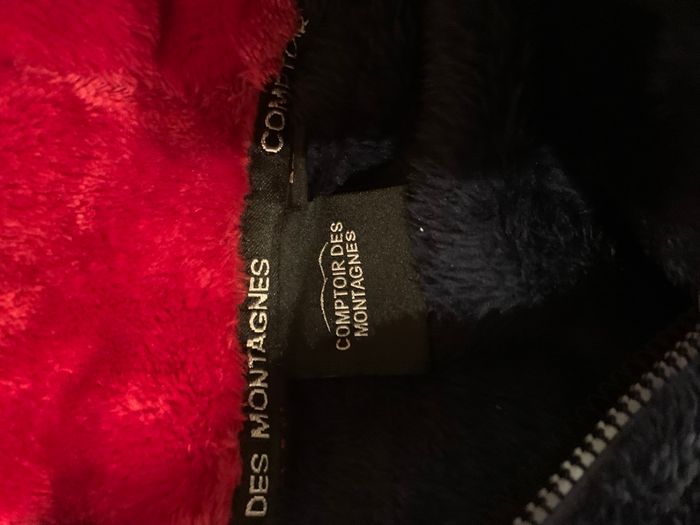 COMPTOIR
DES MONTAGNES
COMPTOIR DES
MONTAGNES